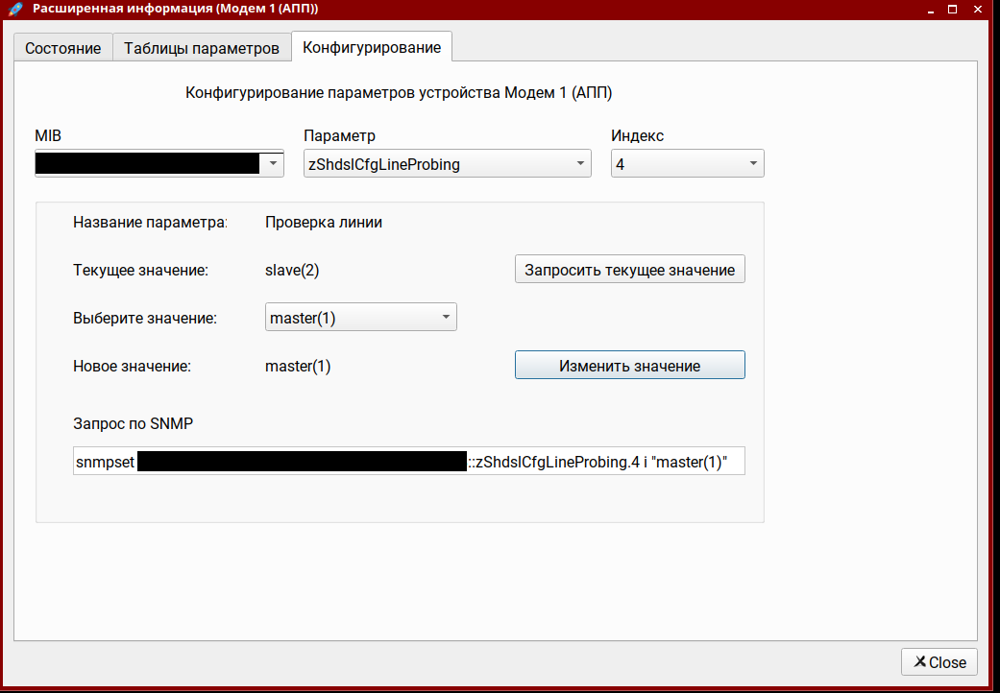 Расширенная информация (Модем 1 (АПП))
Состояние Таблицы параметров Конфигурирование
Конфигурирование параметров устройства Модем 1 (АПП)
MIB Параметр Индекс
zShdslCfgLineProbing 4
Название параметра: Проверка линии
Текущее значение: slave(2) Запросить текущее значение
Выберите значение: master(1)
Новое значение: master(1) Изменить значение
Запрос по SNMP
snmpset ::zShdslCfgLineProbing.4 i "master(1)"
Close